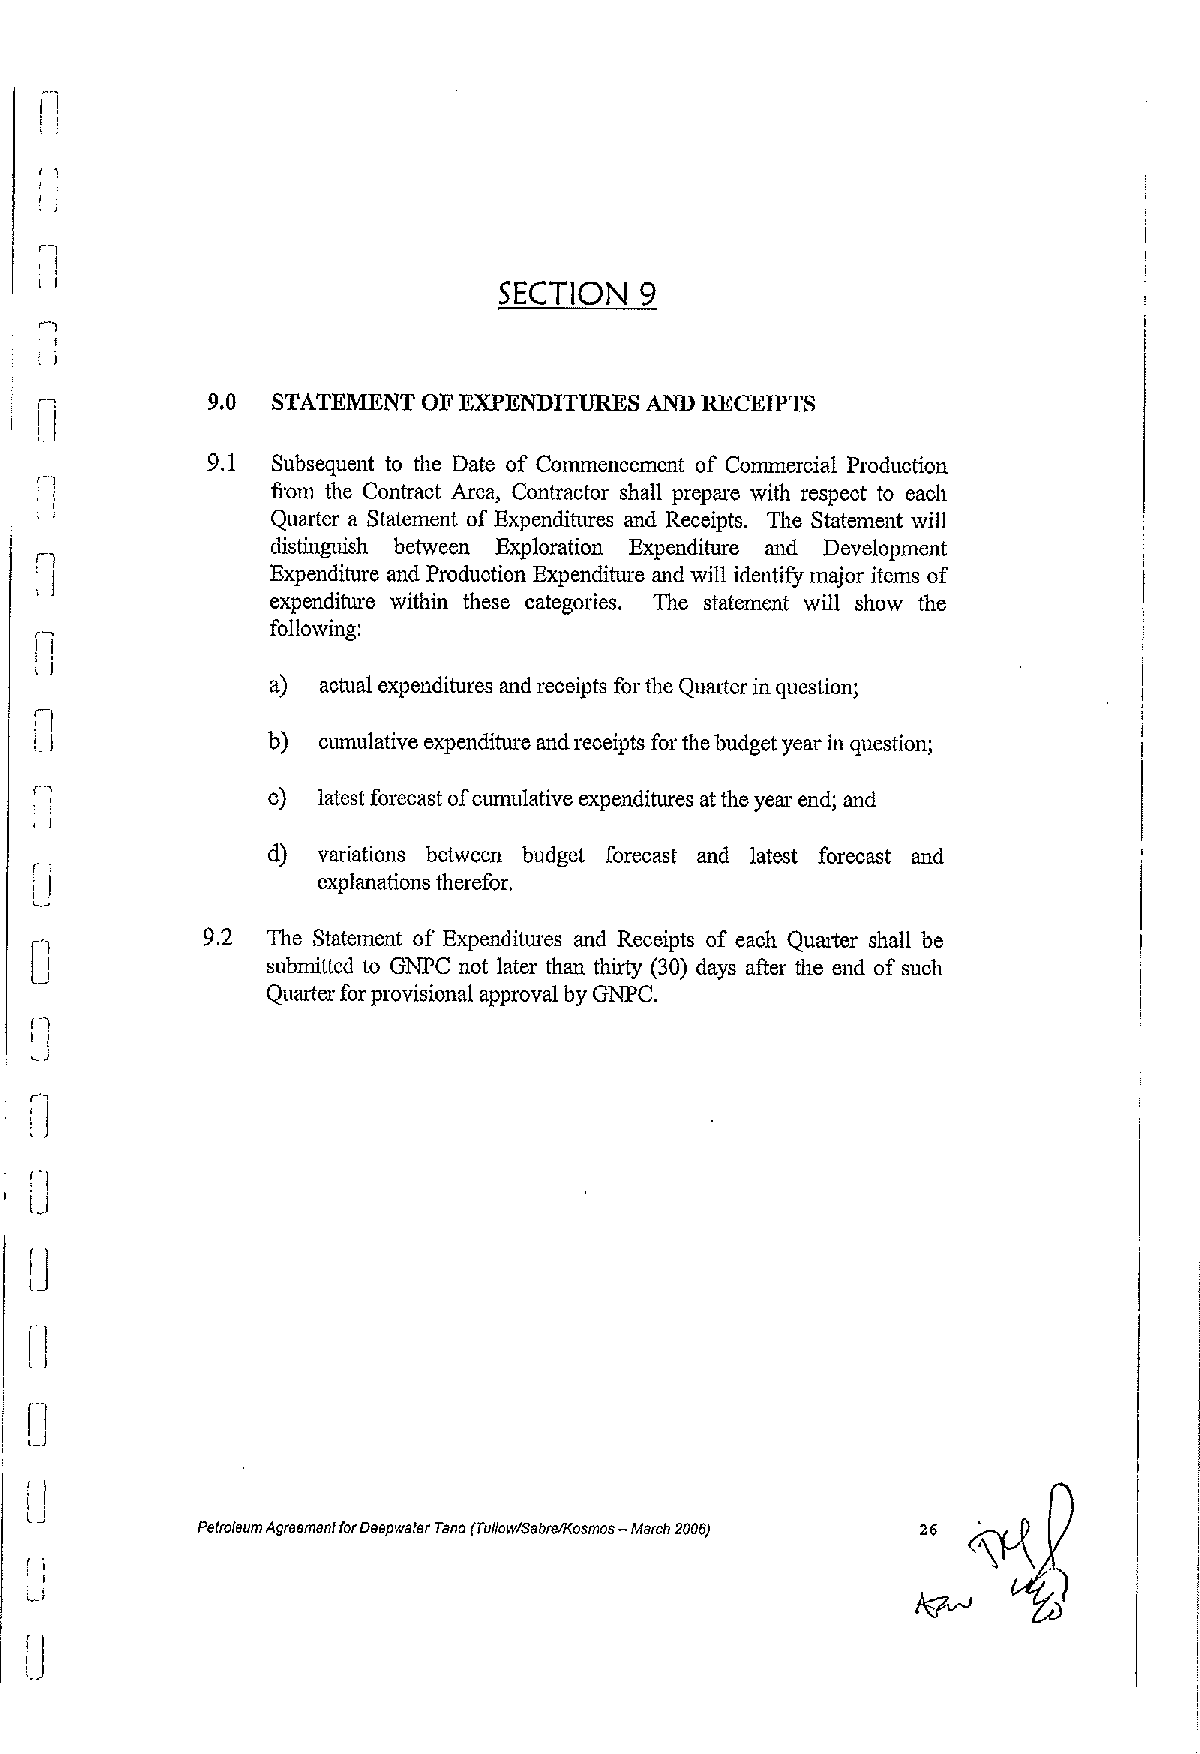 SECTION 9
9.0 STATEMENT OF EXPENDITURES AND RECEIPTS
9.1 Subsequent to the Date of Commencement of Commercial Production
from the Contract Area, Contractor shall prepare with respect to each
Quarter a Statement of Expenditures and Receipts. The Statement will
distinguish between Exploration Expenditure and Development
Expenditure and Production Expenditure and will identify major items of
expenditure within these categories. The statement will show the
following:
a) actual expenditures and receipts for the Quarter in question;
b) cumulative expenditure and receipts for the budget year in question;
c) latest forecast of cumulative expenditures at the year end; and
d) variations between budget forecast and latest forecast and
explanations therefor.
9.2 The Statement of Expenditures and Receipts of each Quarter shall be
submitted to GNPC not later than thirty (30) days after the end of such
Quarter for provisional approval by GNPC.
Petroleum Agreement for Deepwater Tano (Tullow/Sabre/Kosmos – March 2006) 26